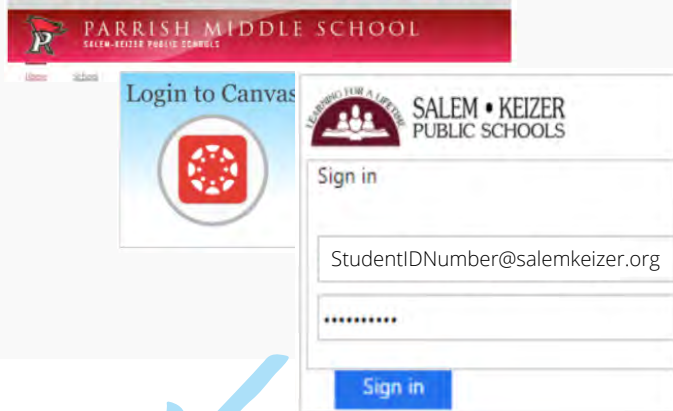 PARRISH MIDDLE SCHOOL
SALEM-KEIZER PUBLIC SCHOOLS
Home School
Login to Canvas
LEARNING FOR A LIFETIME
SALEM • KEIZER
PUBLIC SCHOOLS
Sign in
StudentIDNumber@salemkeizer.org
••••••••••
Sign in